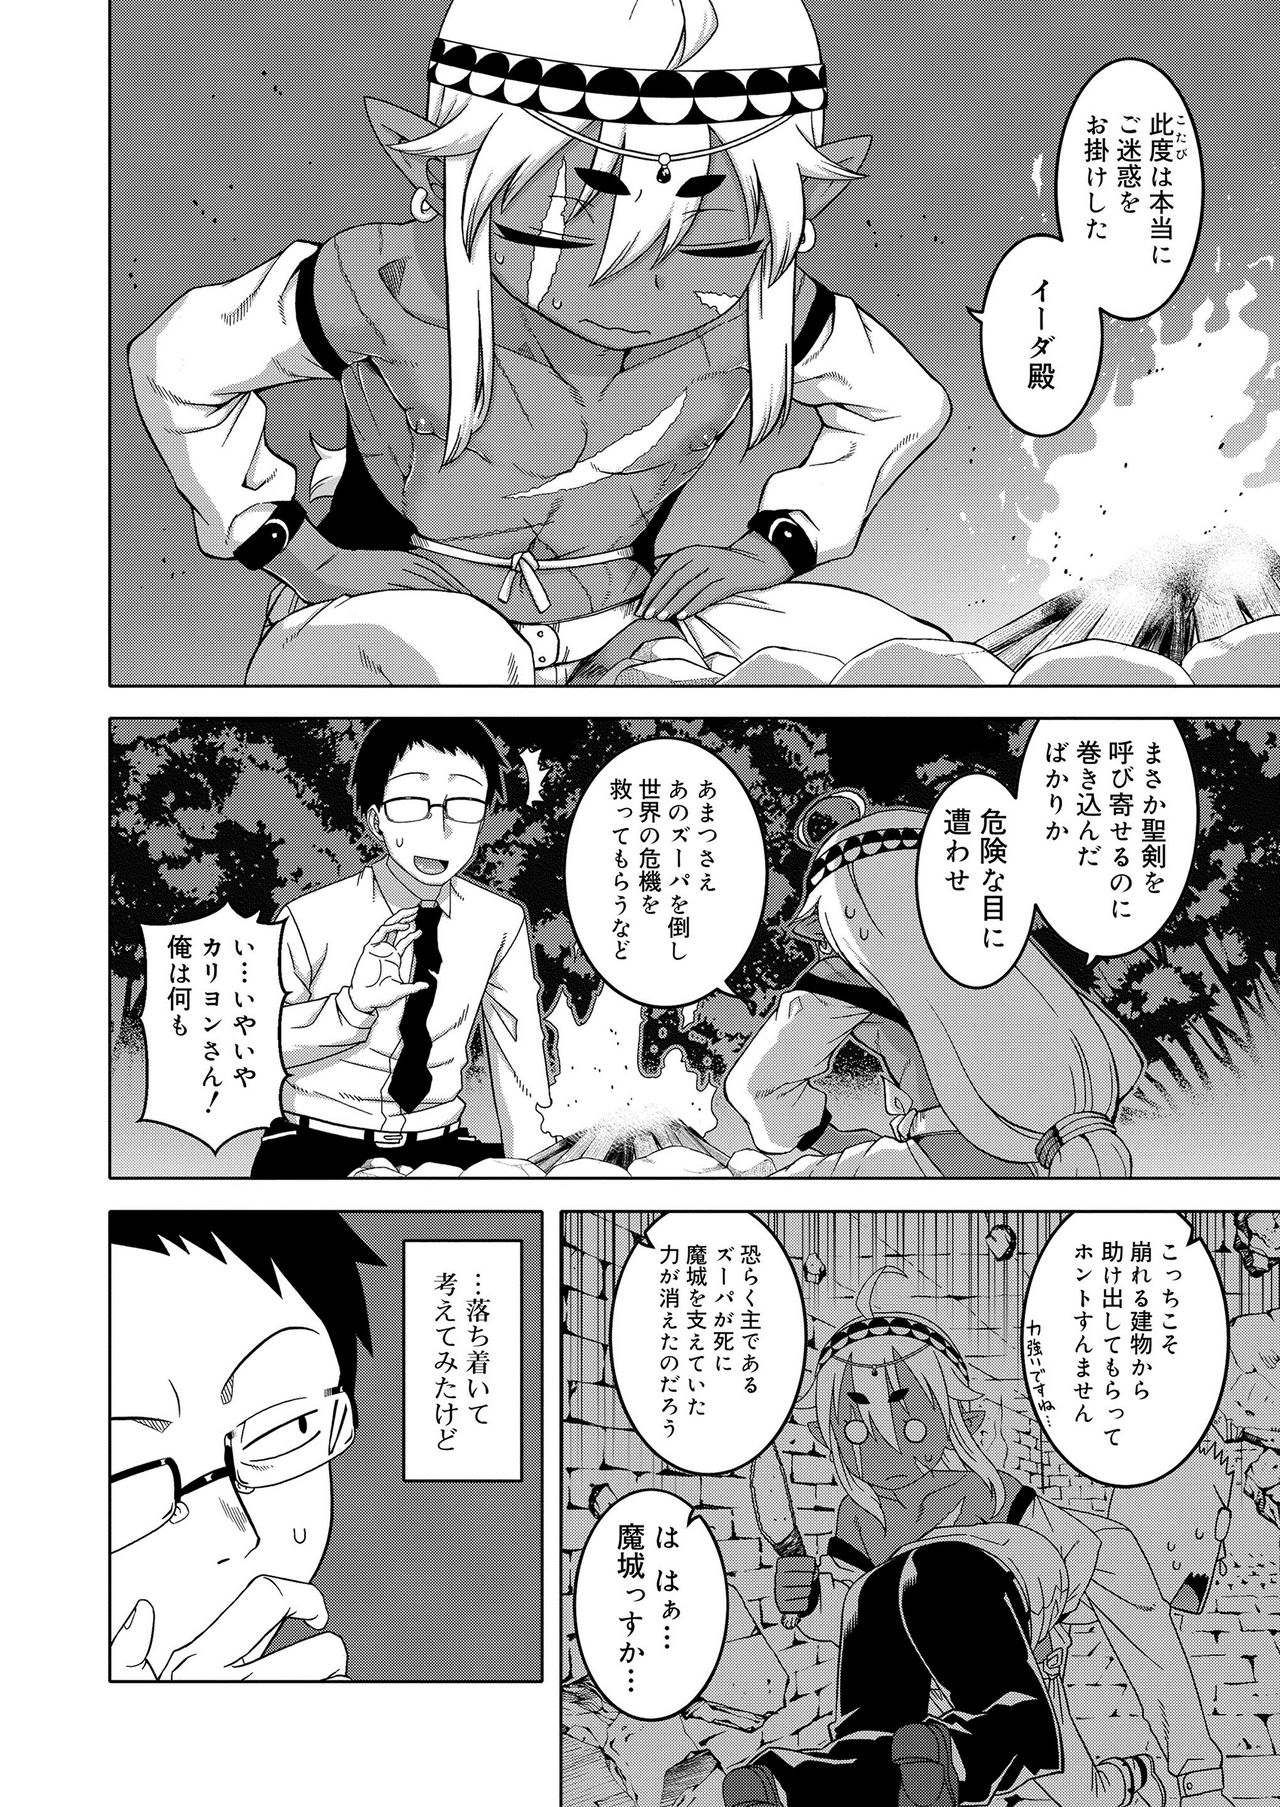 此度は本当に
こたび
ご迷惑を
お掛けした
イーダ殿
まさか聖剣を
呼び寄せるのに
巻き込んだ
ばかりか
危険な目に
遭わせ
あまつさえ
あのズーパを倒し
世界の危機を
救ってもらうなど
い…いやいや
カリヨンさん！
俺は何も
こっちこそ
崩れる建物から
助け出してもらって
ホントすんません
力強いですね…
恐らく主である
ズーパが死に
魔城を支えていた
力が消えたのだろう
は はぁ…
魔城っすか…
…落ち着いて
考えてみたけど